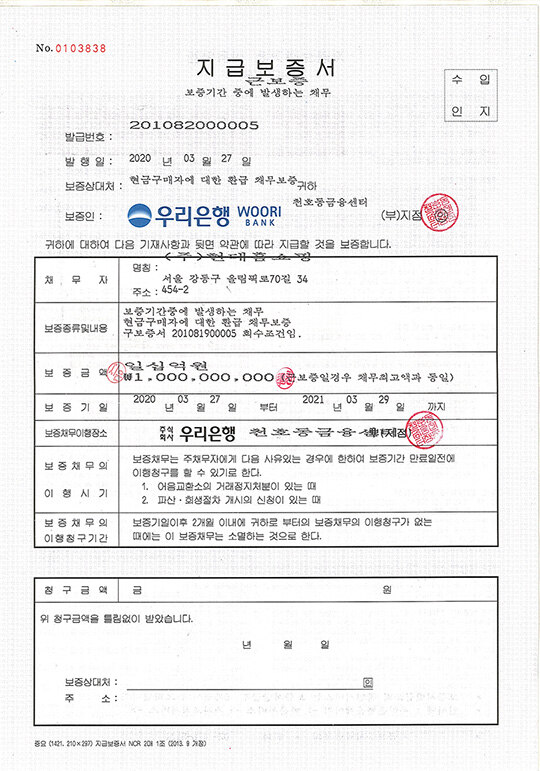 No. 0103838
지급보증서
근보증
보증기간 중에 발생하는 채무
수 입
인 지
발급번호 : 201082000005
발 행 일 : 2020 년 03 월 27 일
보증상대처 : 현금구매자에 대한 환급 채무보증 귀하
천호동금융센터
보증인 : 우리은행 WOORI BANK (부)지점 ㊞
귀하에 대하여 다음 기재사항과 뒷면 약관에 따라 지급할 것을 보증합니다.
(주)현대홈쇼핑
채 무 자
명칭 :
서울 강동구 올림픽로70길 34
주소 : 454-2
보증종류및내용
보증기간중에 발생하는 채무
현금구매자에 대한 환급 채무보증
구보증서 201081900005 회수조건임.
보 증 금 액
일십억원
₩1,000,000,000 (근보증일경우 채무최고액과 동일)
보 증 기 일 2020 년 03 월 27 일 부터 2021 년 03 월 29 일 까지
보증채무이행장소 주식회사 우리은행 천호동금융센터 (부)지점)
보 증 채 무 의
이 행 시 기
보증채무는 주채무자에게 다음 사유있는 경우에 한하여 보증기간 만료일전에
이행청구를 할 수 있기로 한다.
1. 어음교환소의 거래정지처분이 있는 때
2. 파산·회생절차 개시의 신청이 있는 때
보 증 채 무 의
이행청구기간
보증기일이후 2개월 이내에 귀하로 부터의 보증채무의 이행청구가 없는
때에는 이 보증채무는 소멸하는 것으로 한다.
청 구 금 액 금 원
위 청구금액을 틀림없이 받았습니다.
년 월 일
보증상대처 : ㊞
주 소 :
중요 (1421. 210×297) 지급보증서 NCR 2매 1조 (2013. 9 개정)